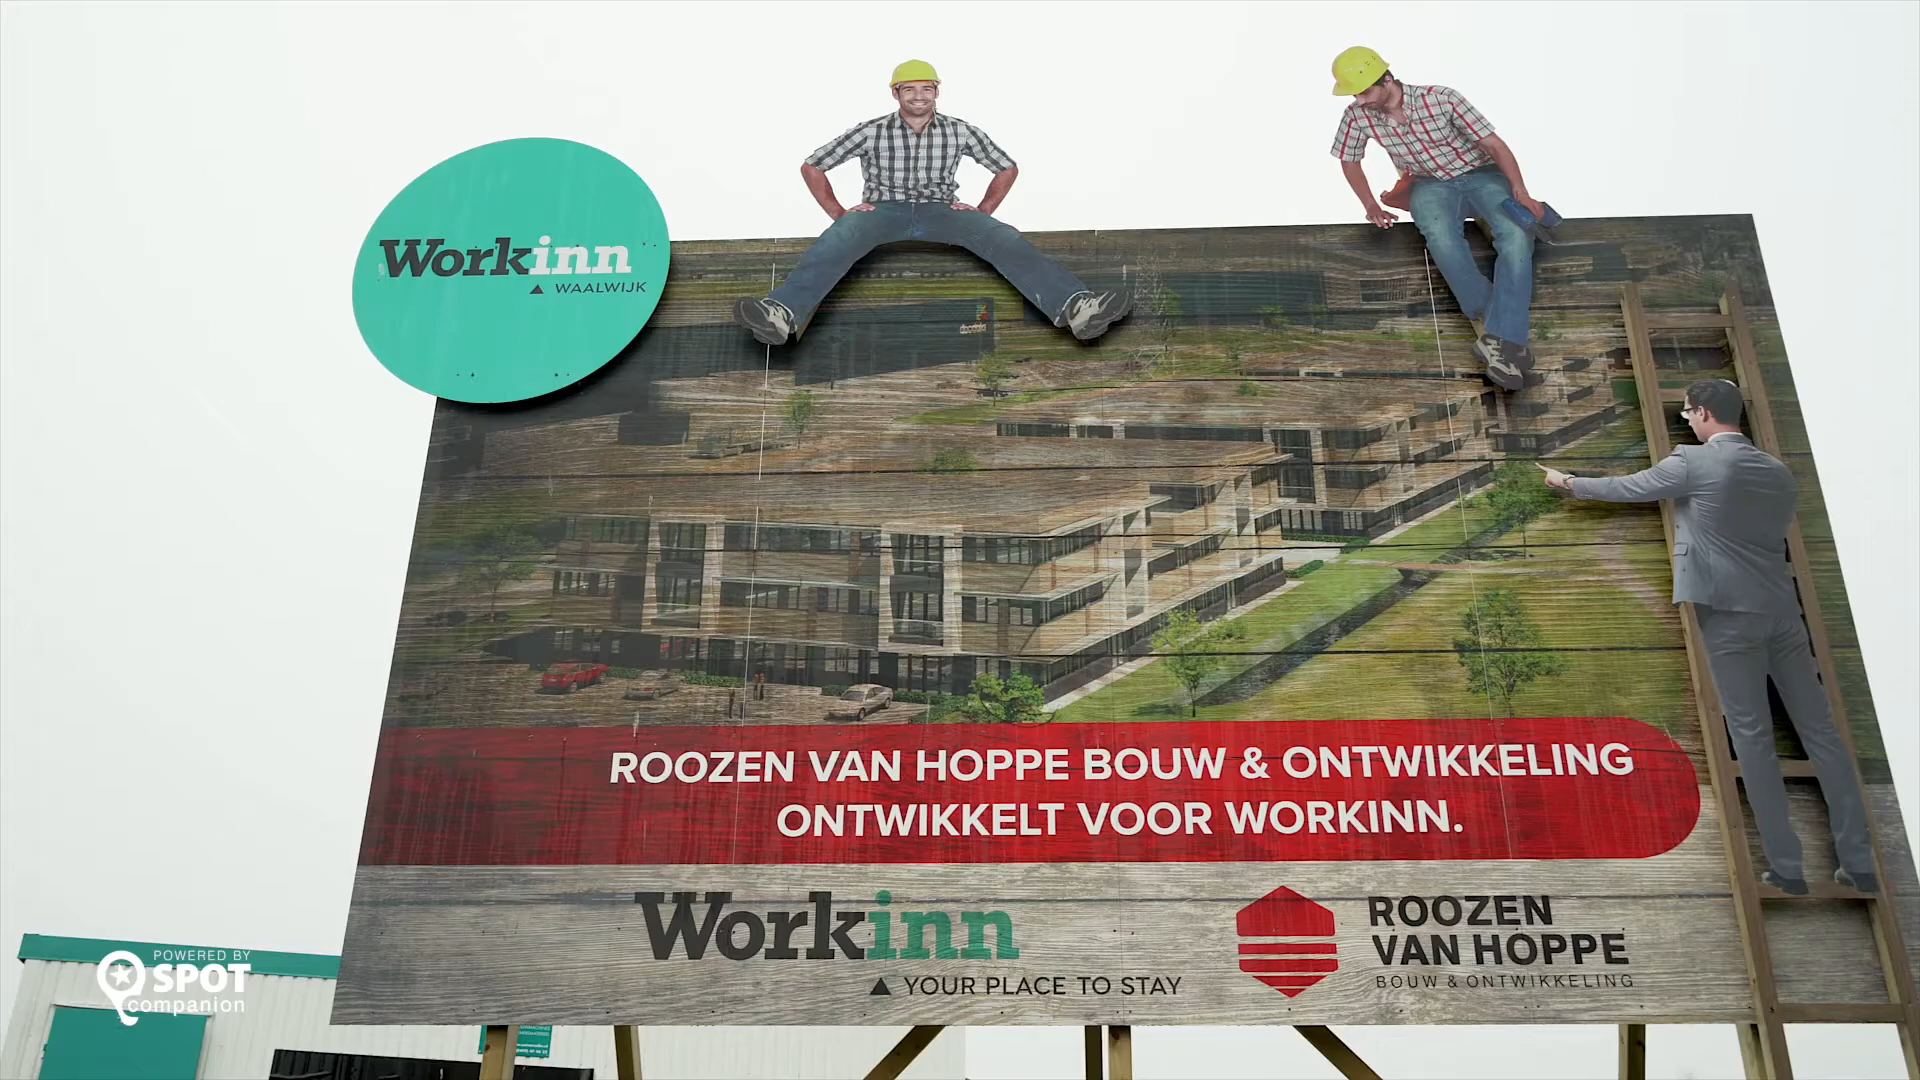 Workinn
WAALWIJK
ROOZEN VAN HOPPE BOUW & ONTWIKKELING
ONTWIKKELT VOOR WORKINN.
Workinn
YOUR PLACE TO STAY
ROOZEN
VAN HOPPE
BOUW & ONTWIKKELING
POWERED BY
SPOT
companion